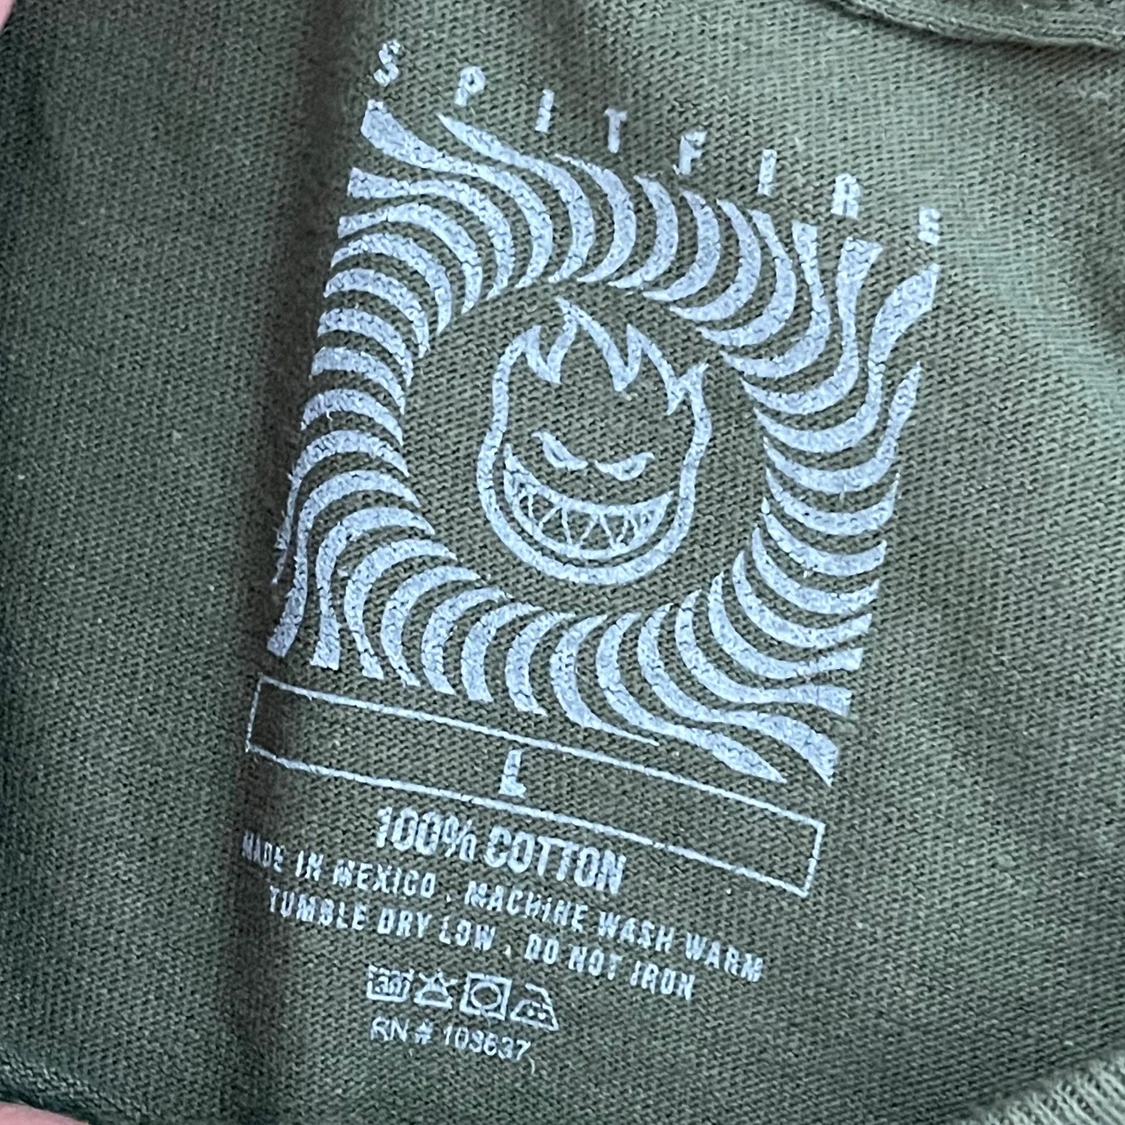 SPITFIRE
L
100% COTTON
MADE IN MEXICO . MACHINE WASH WARM
TUMBLE DRY LOW . DO NOT IRON
RN # 103637